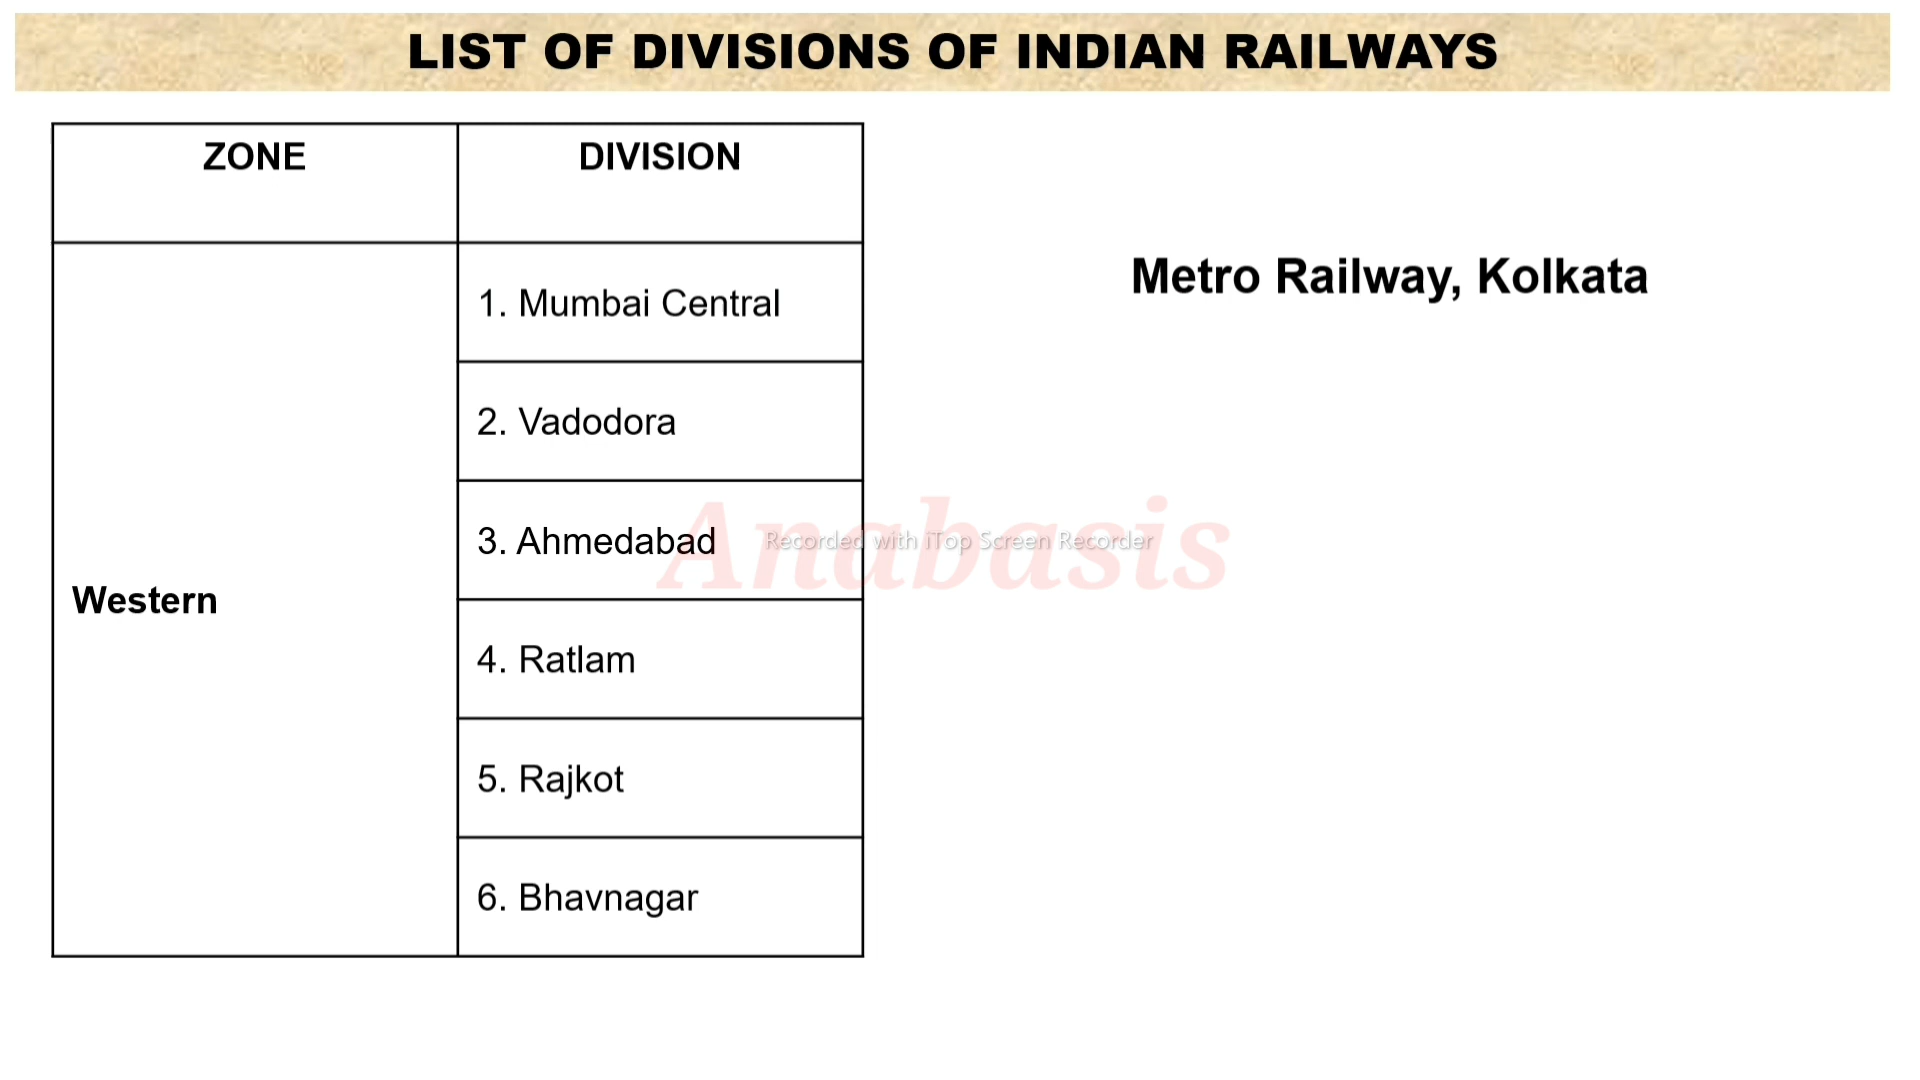 LIST OF DIVISIONS OF INDIAN RAILWAYS
ZONE
DIVISION
Western
1. Mumbai Central
2. Vadodora
3. Ahmedabad
4. Ratlam
5. Rajkot
6. Bhavnagar
Metro Railway, Kolkata
Anabasis
Recorded with iTop Screen Recorder